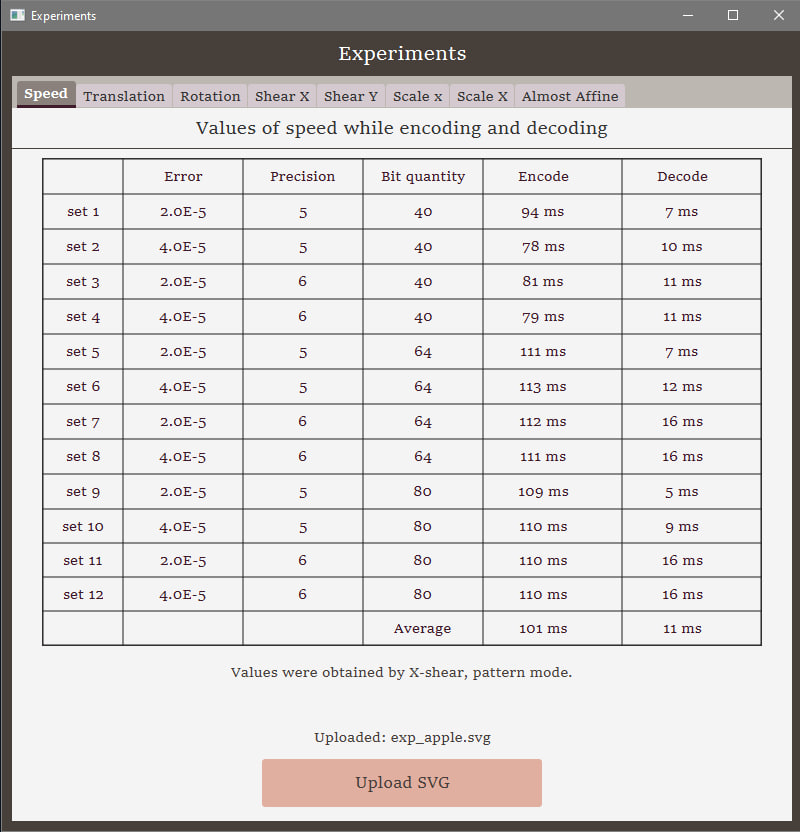 Experiments
Experiments
Speed Translation Rotation Shear X Shear Y Scale x Scale X Almost Affine
Values of speed while encoding and decoding
Error Precision Bit quantity Encode Decode
set 1 2.0E-5 5 40 94 ms 7 ms
set 2 4.0E-5 5 40 78 ms 10 ms
set 3 2.0E-5 6 40 81 ms 11 ms
set 4 4.0E-5 6 40 79 ms 11 ms
set 5 2.0E-5 5 64 111 ms 7 ms
set 6 4.0E-5 5 64 113 ms 12 ms
set 7 2.0E-5 6 64 112 ms 16 ms
set 8 4.0E-5 6 64 111 ms 16 ms
set 9 2.0E-5 5 80 109 ms 5 ms
set 10 4.0E-5 5 80 110 ms 9 ms
set 11 2.0E-5 6 80 110 ms 16 ms
set 12 4.0E-5 6 80 110 ms 16 ms
Average 101 ms 11 ms
Values were obtained by X-shear, pattern mode.
Uploaded: exp_apple.svg
Upload SVG